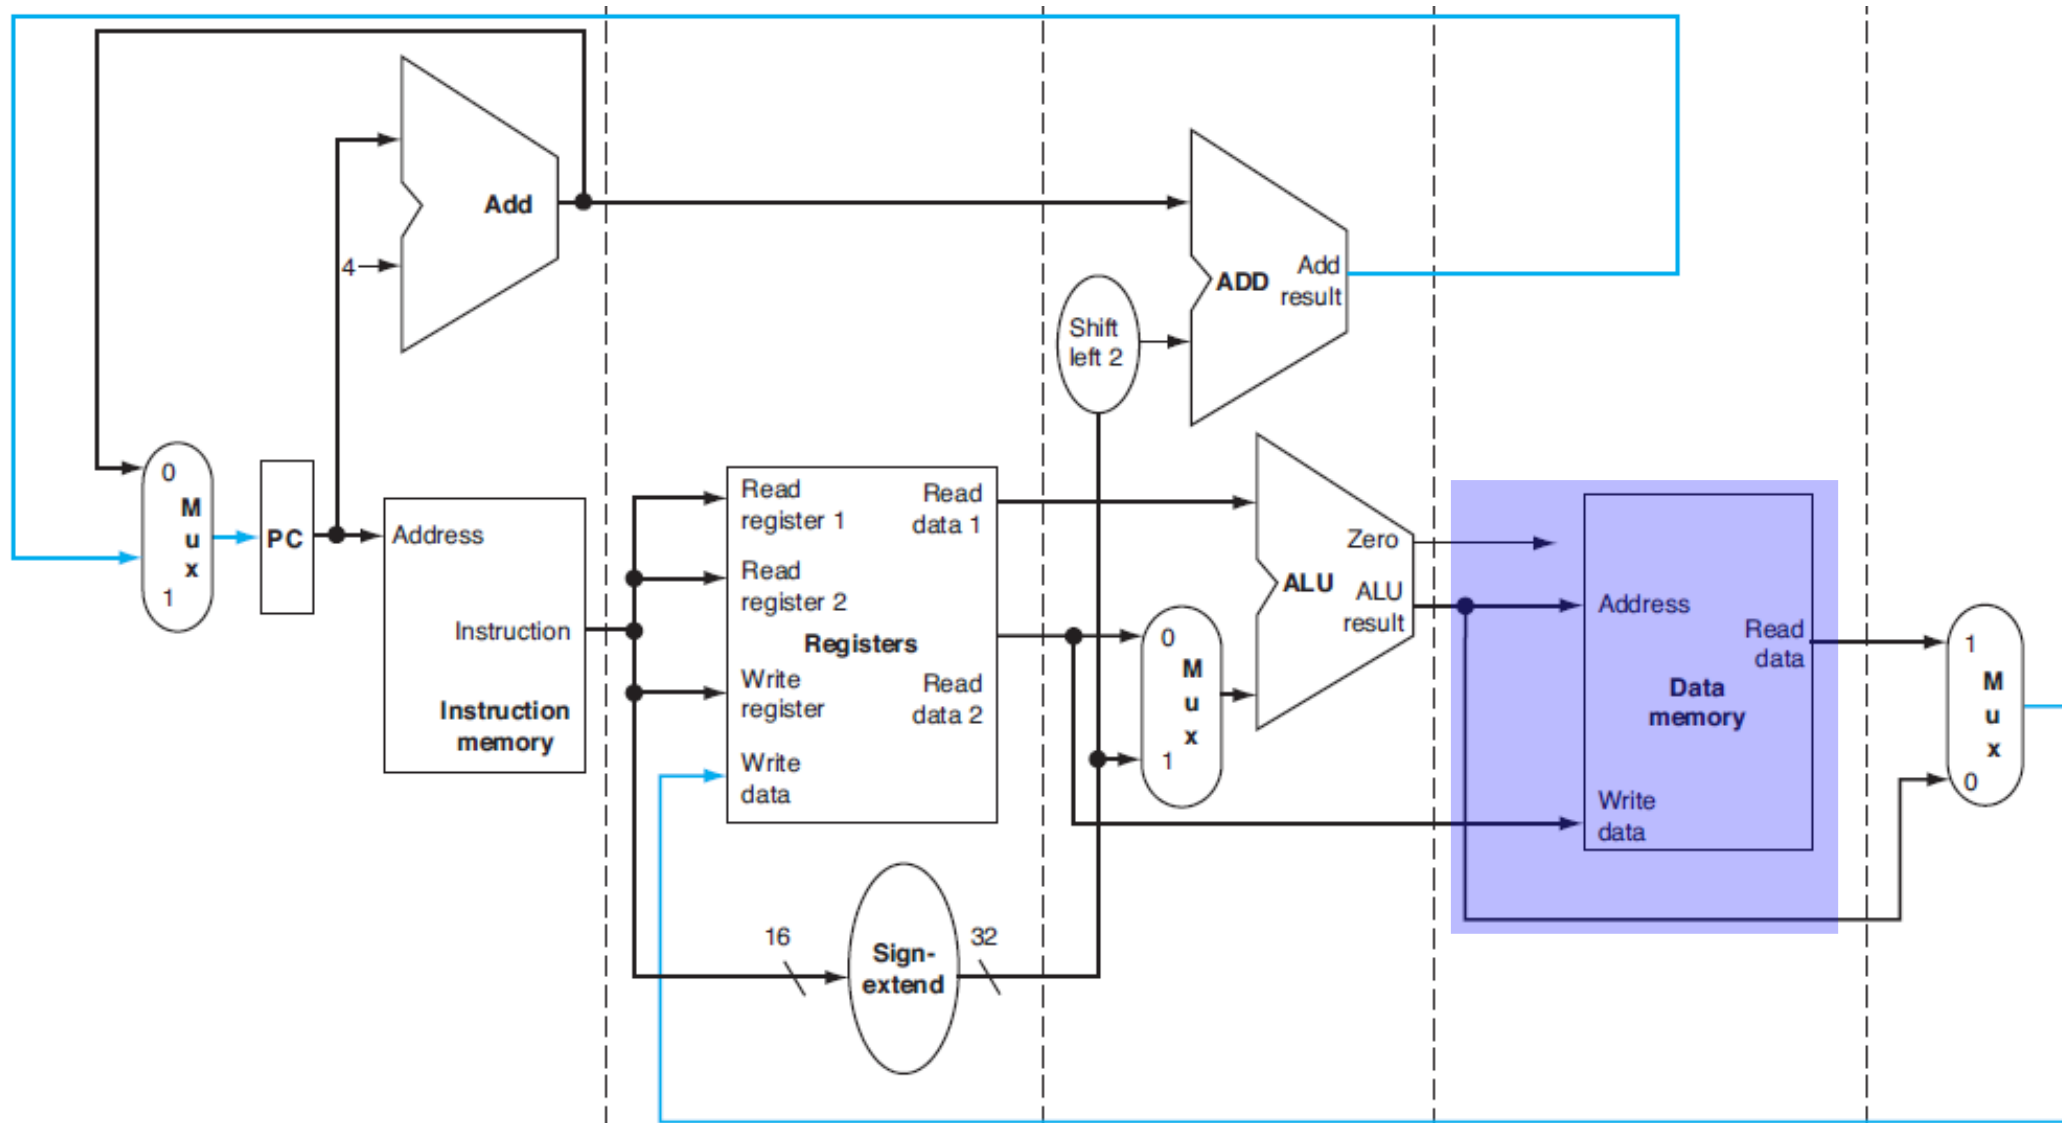 Add
4
ADD
Add
result
Shift
left 2
0
M
u
x
1
PC
Address
Instruction
Instruction
memory
Read
register 1
Read
data 1
Read
register 2
Registers
Write
register
Read
data 2
Write
data
16
Sign-
extend
32
0
M
u
x
1
Zero
ALU
ALU
result
Address
Read
data
Data
memory
Write
data
1
M
u
x
0